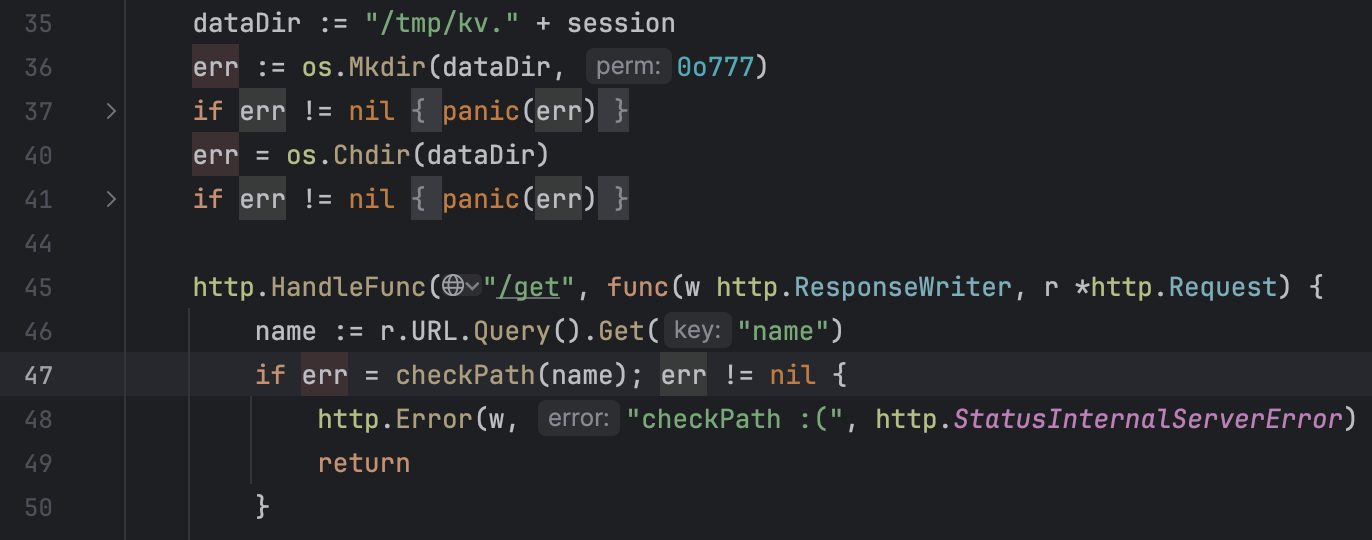 35 dataDir := "/tmp/kv." + session
36 err := os.Mkdir(dataDir, perm: 0o777)
37 if err != nil { panic(err) }
40 err = os.Chdir(dataDir)
41 if err != nil { panic(err) }
44
45 http.HandleFunc("/get", func(w http.ResponseWriter, r *http.Request) {
46 name := r.URL.Query().Get(key: "name")
47 if err = checkPath(name); err != nil {
48 http.Error(w, error: "checkPath :(", http.StatusInternalServerError)
49 return
50 }